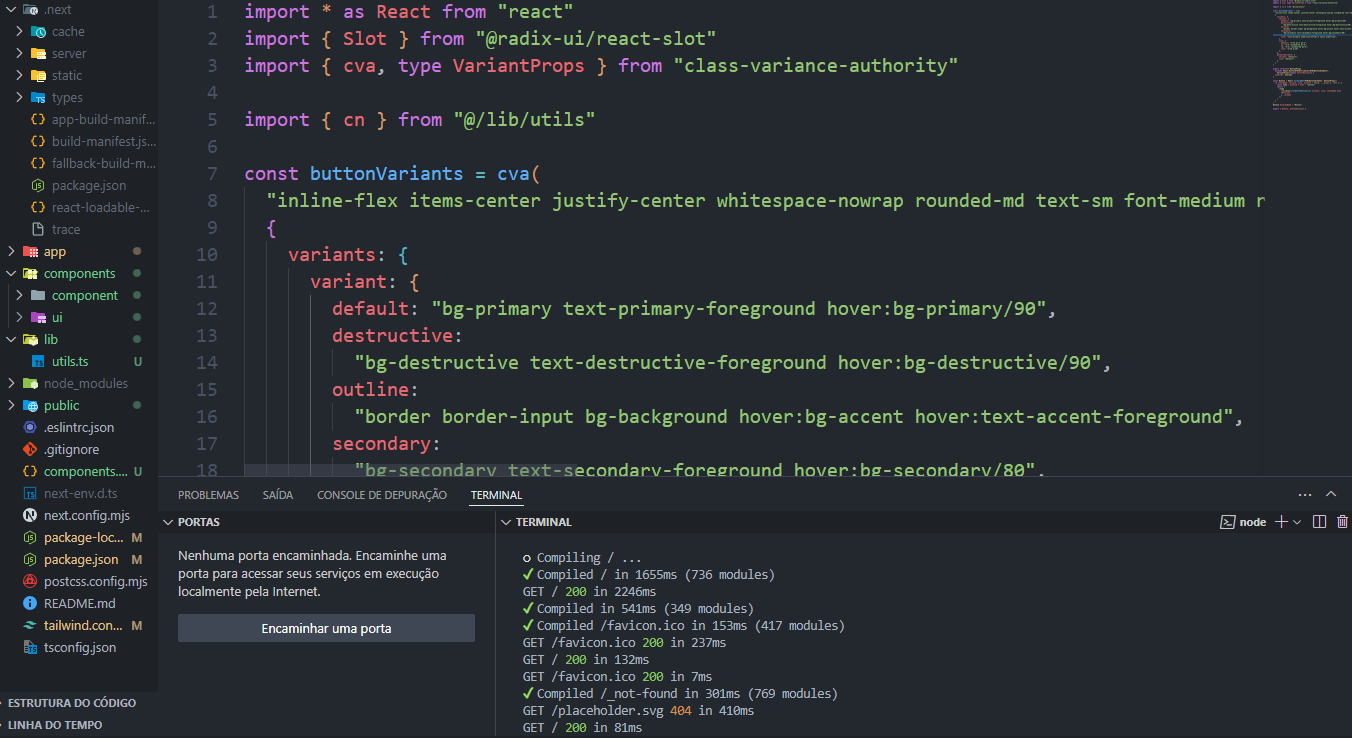 .next
cache
server
static
types
app-build-manif...
build-manifest.js...
fallback-build-m...
package.json
react-loadable-...
trace
app
components
component
ui
lib
utils.ts U
node_modules
public
.eslintrc.json
.gitignore
components.... U
next-env.d.ts
next.config.mjs
package-loc... M
package.json M
postcss.config.mjs
README.md
tailwind.con... M
tsconfig.json
ESTRUTURA DO CÓDIGO
LINHA DO TEMPO
1 import * as React from "react"
2 import { Slot } from "@radix-ui/react-slot"
3 import { cva, type VariantProps } from "class-variance-authority"
4
5 import { cn } from "@/lib/utils"
6
7 const buttonVariants = cva(
8 "inline-flex items-center justify-center whitespace-nowrap rounded-md text-sm font-medium r
9 {
10 variants: {
11 variant: {
12 default: "bg-primary text-primary-foreground hover:bg-primary/90",
13 destructive:
14 "bg-destructive text-destructive-foreground hover:bg-destructive/90",
15 outline:
16 "border border-input bg-background hover:bg-accent hover:text-accent-foreground",
17 secondary:
18 "bg-secondary text-secondary-foreground hover:bg-secondary/80",
PROBLEMAS SAÍDA CONSOLE DE DEPURAÇÃO TERMINAL
PORTAS
Nenhuma porta encaminhada. Encaminhe uma
porta para acessar seus serviços em execução
localmente pela Internet.
Encaminhar uma porta
TERMINAL
node
○ Compiling / ...
✓ Compiled / in 1655ms (736 modules)
GET / 200 in 2246ms
✓ Compiled in 541ms (349 modules)
✓ Compiled /favicon.ico in 153ms (417 modules)
GET /favicon.ico 200 in 237ms
GET / 200 in 132ms
GET /favicon.ico 200 in 7ms
✓ Compiled /_not-found in 301ms (769 modules)
GET /placeholder.svg 404 in 410ms
GET / 200 in 81ms